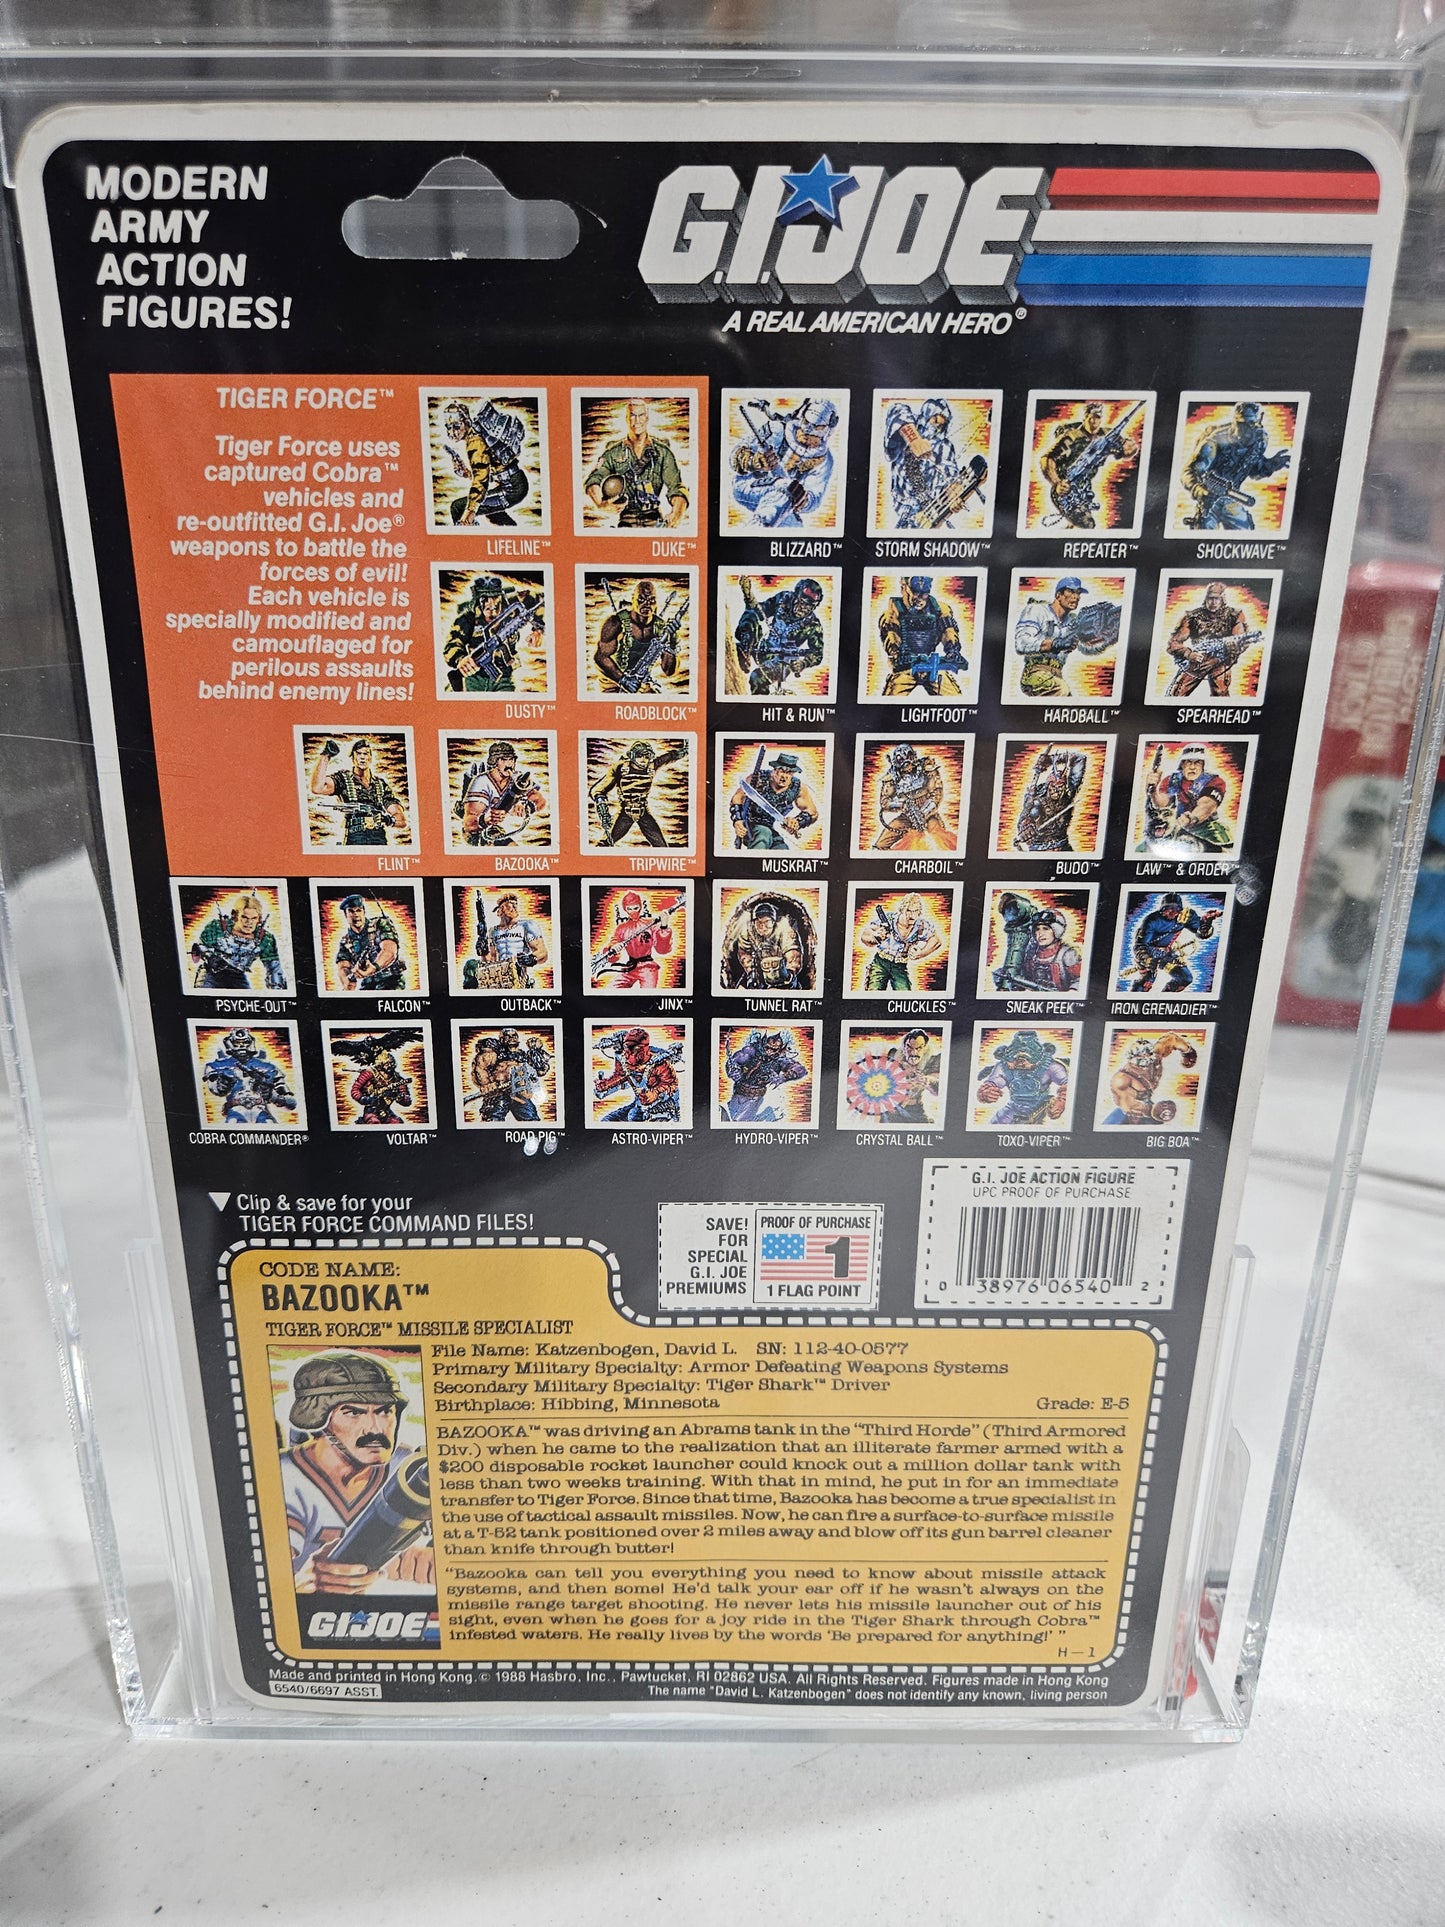 MODERN
ARMY
ACTION
FIGURES!
G.I. JOE
A REAL AMERICAN HERO®
TIGER FORCE™
Tiger Force uses
captured Cobra™
vehicles and
re-outfitted G.I. Joe®
weapons to battle the
forces of evil!
Each vehicle is
specially modified and
camouflaged for
perilous assaults
behind enemy lines!
LIFELINE™ DUKE™ BLIZZARD™ STORM SHADOW™ REPEATER™ SHOCKWAVE™
DUSTY™ ROADBLOCK™ HIT & RUN™ LIGHTFOOT™ HARDBALL™ SPEARHEAD™
FLINT™ BAZOOKA™ TRIPWIRE™ MUSKRAT™ CHARBROIL™ BUDO™ LAW™ & ORDER™
SURVIVAL
PSYCHE-OUT™ FALCON™ OUTBACK™ JINX™ TUNNEL RAT™ CHUCKLES™ SNEAK PEEK™ IRON GRENADIER™
COBRA COMMANDER® VOLTAR™ ROAD PIG™ ASTRO-VIPER™ HYDRO-VIPER™ CRYSTAL BALL™ TOXO-VIPER™ BIG BOA™
▼ Clip & save for your
TIGER FORCE COMMAND FILES!
SAVE!
FOR
SPECIAL
G.I. JOE
PREMIUMS
PROOF OF PURCHASE
1
1 FLAG POINT
G.I. JOE ACTION FIGURE
UPC PROOF OF PURCHASE
0 38976 06540 2
CODE NAME:
BAZOOKA™
TIGER FORCE™ MISSILE SPECIALIST
File Name: Katzenbogen, David L. SN: 112-40-0577
Primary Military Specialty: Armor Defeating Weapons Systems
Secondary Military Specialty: Tiger Shark™ Driver
Birthplace: Hibbing, Minnesota Grade: E-5
BAZOOKA™ was driving an Abrams tank in the "Third Horde" (Third Armored
Div.) when he came to the realization that an illiterate farmer armed with a
$200 disposable rocket launcher could knock out a million dollar tank with
less than two weeks training. With that in mind, he put in for an immediate
transfer to Tiger Force. Since that time, Bazooka has become a true specialist in
the use of tactical assault missiles. Now, he can fire a surface-to-surface missile
at a T-52 tank positioned over 2 miles away and blow off its gun barrel cleaner
than knife through butter!
"Bazooka can tell you everything you need to know about missile attack
systems, and then some! He'd talk your ear off if he wasn't always on the
missile range target shooting. He never lets his missile launcher out of his
sight, even when he goes for a joy ride in the Tiger Shark through Cobra™
infested waters. He really lives by the words 'Be prepared for anything!' "
H-1
G.I. JOE
Made and printed in Hong Kong. © 1988 Hasbro, Inc., Pawtucket, RI 02862 USA. All Rights Reserved. Figures made in Hong Kong
6540/6697 ASST.
The name "David L. Katzenbogen" does not identify any known, living person